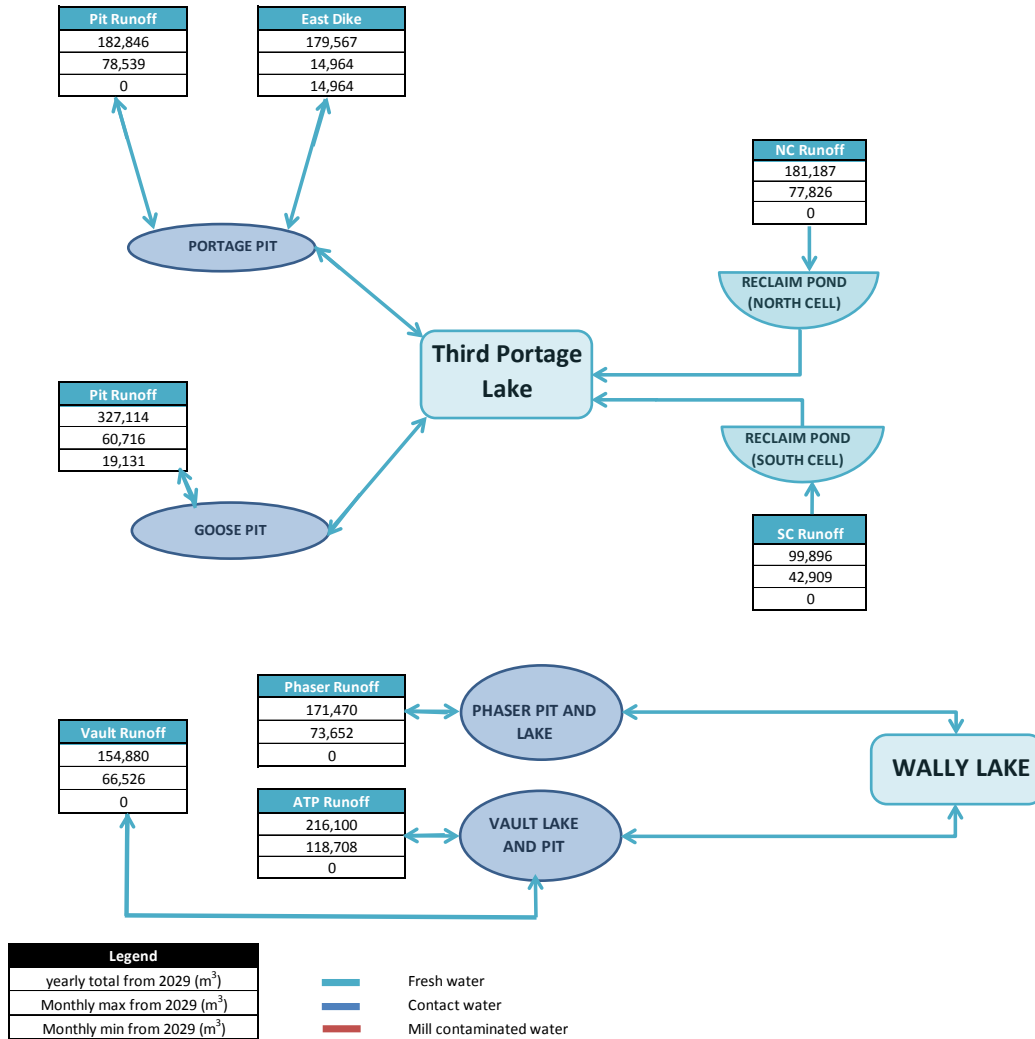 Pit Runoff
182,846
78,539
0
East Dike
179,567
14,964
14,964
NC Runoff
181,187
77,826
0
PORTAGE PIT
RECLAIM POND
(NORTH CELL)
Third Portage
Lake
Pit Runoff
327,114
60,716
19,131
RECLAIM POND
(SOUTH CELL)
GOOSE PIT
SC Runoff
99,896
42,909
0
Phaser Runoff
171,470
73,652
0
PHASER PIT AND
LAKE
Vault Runoff
154,880
66,526
0
WALLY LAKE
ATP Runoff
216,100
118,708
0
VAULT LAKE
AND PIT
Legend
yearly total from 2029 (m³)
Monthly max from 2029 (m³)
Monthly min from 2029 (m³)
Fresh water
Contact water
Mill contaminated water